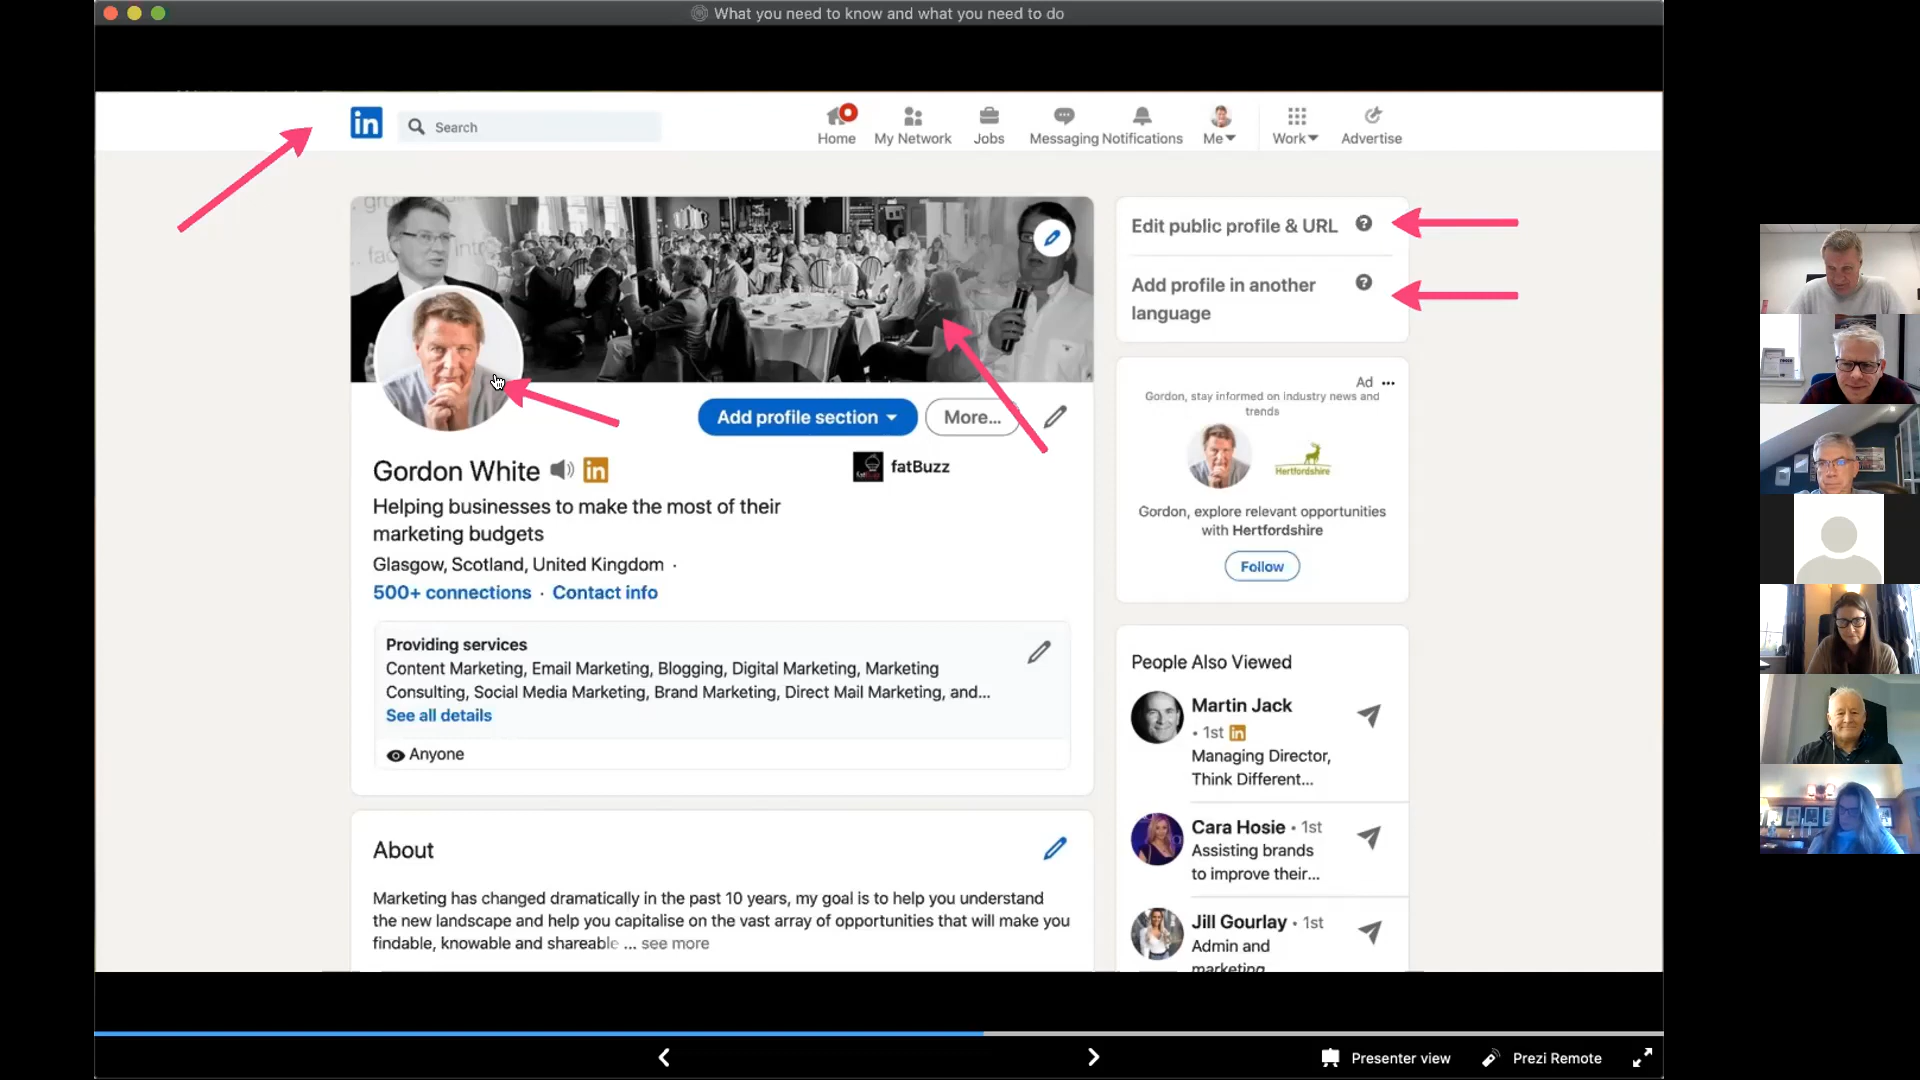 What you need to know and what you need to do
in
Search
Home
My Network
Jobs
Messaging
Notifications
Me
Work
Advertise
Edit public profile & URL
?
Add profile in another
language
?
Add profile section
More...
Gordon White
in
fatBuzz
Helping businesses to make the most of their
marketing budgets
Glasgow, Scotland, United Kingdom ·
500+ connections · Contact info
Providing services
Content Marketing, Email Marketing, Blogging, Digital Marketing, Marketing
Consulting, Social Media Marketing, Brand Marketing, Direct Mail Marketing, and...
See all details
Anyone
About
Marketing has changed dramatically in the past 10 years, my goal is to help you understand
the new landscape and help you capitalise on the vast array of opportunities that will make you
findable, knowable and shareable ... see more
Ad ...
Gordon, stay informed on industry news and
trends
Hertfordshire
Gordon, explore relevant opportunities
with Hertfordshire
Follow
People Also Viewed
Martin Jack
• 1st in
Managing Director,
Think Different...
Cara Hosie • 1st
Assisting brands
to improve their...
Jill Gourlay • 1st
Admin and
marketing
Presenter view
Prezi Remote